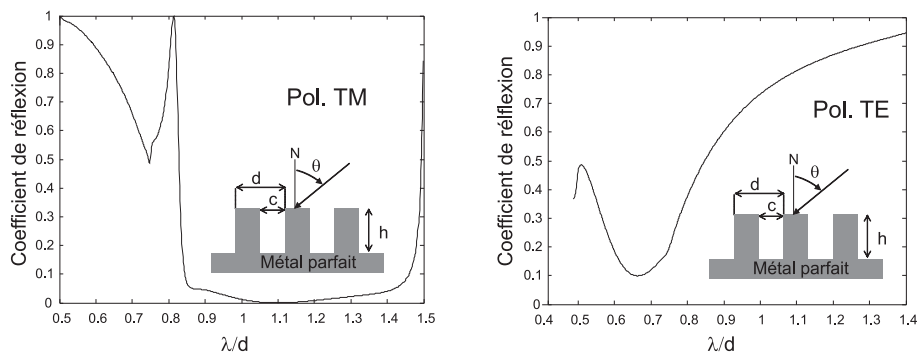 Coefficient de réflexion
1
0.9
0.8
0.7
0.6
0.5
0.4
0.3
0.2
0.1
0
0.5 0.6 0.7 0.8 0.9 1 1.1 1.2 1.3 1.4 1.5
λ/d
Pol. TM
N
θ
d
c
h
Métal parfait
Coefficient de rélflexion
1
0.9
0.8
0.7
0.6
0.5
0.4
0.3
0.2
0.1
0
0.4 0.5 0.6 0.7 0.8 0.9 1 1.1 1.2 1.3 1.4
λ/d
Pol. TE
N
θ
d
c
h
Métal parfait